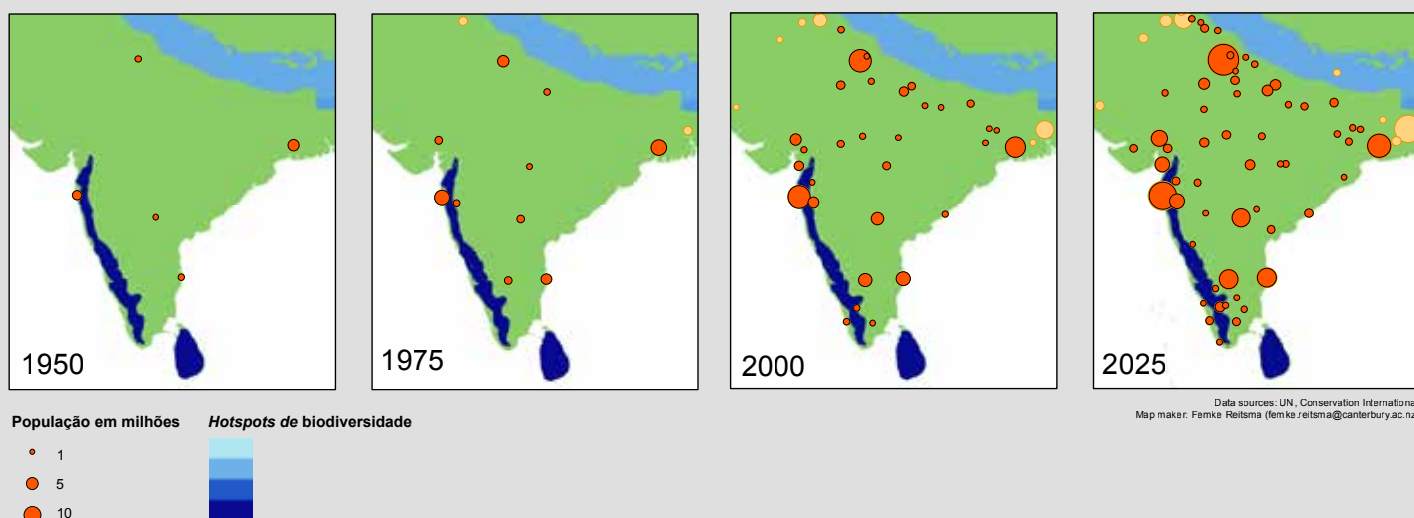 1950
1975
2000
2025
Data sources: UN, Conservation Internationa
Map maker: Femke Reitsma (femke.reitsma@canterbury.ac.nz
População em milhões
Hotspots de biodiversidade
1
5
10